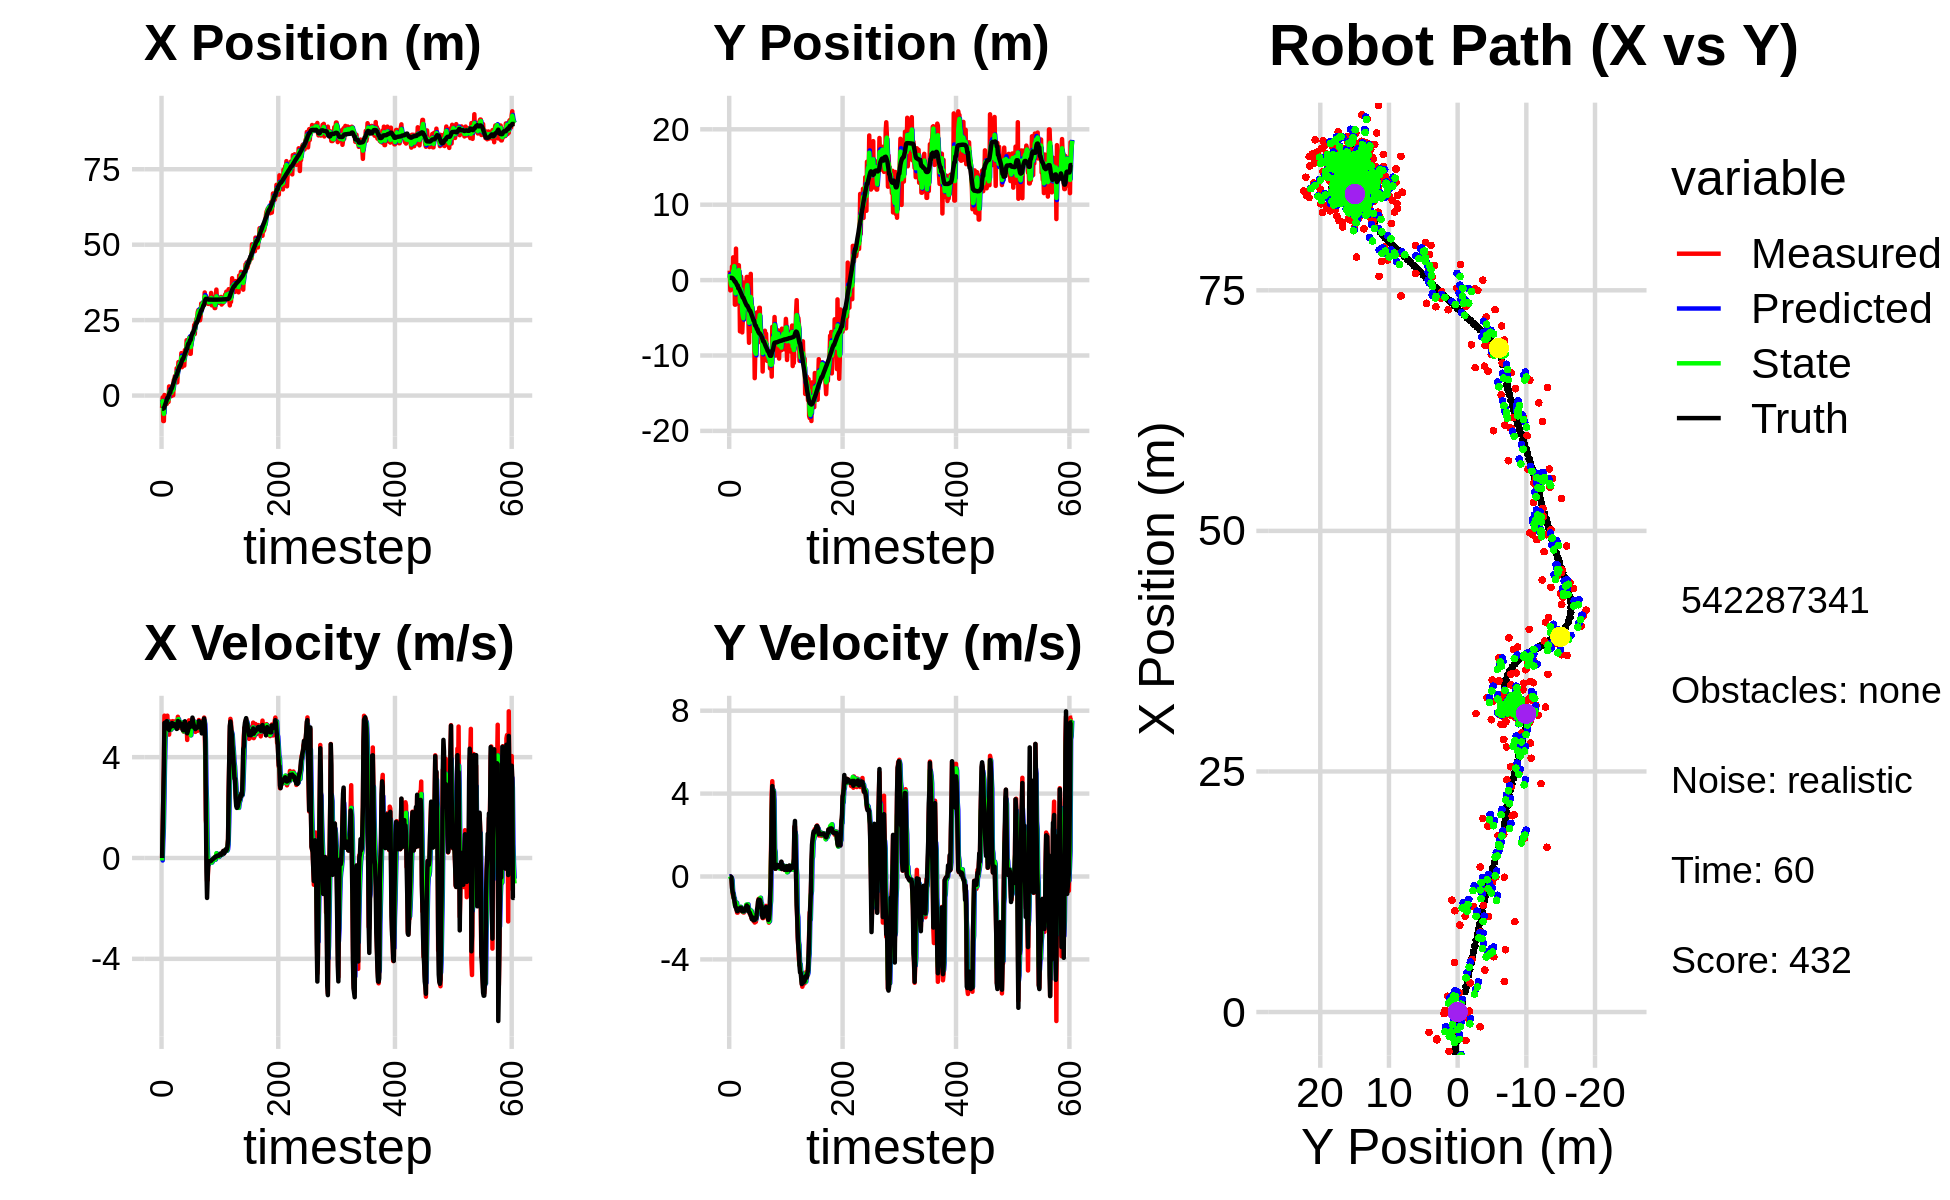 X Position (m)
75
50
25
0
0
200
400
600
timestep
Y Position (m)
20
10
0
-10
-20
0
200
400
600
timestep
X Velocity (m/s)
4
0
-4
0
200
400
600
timestep
Y Velocity (m/s)
8
4
0
-4
0
200
400
600
timestep
Robot Path (X vs Y)
X Position (m)
75
50
25
0
20 10 0 -10 -20
Y Position (m)
variable
Measured
Predicted
State
Truth
542287341
Obstacles: none
Noise: realistic
Time: 60
Score: 432